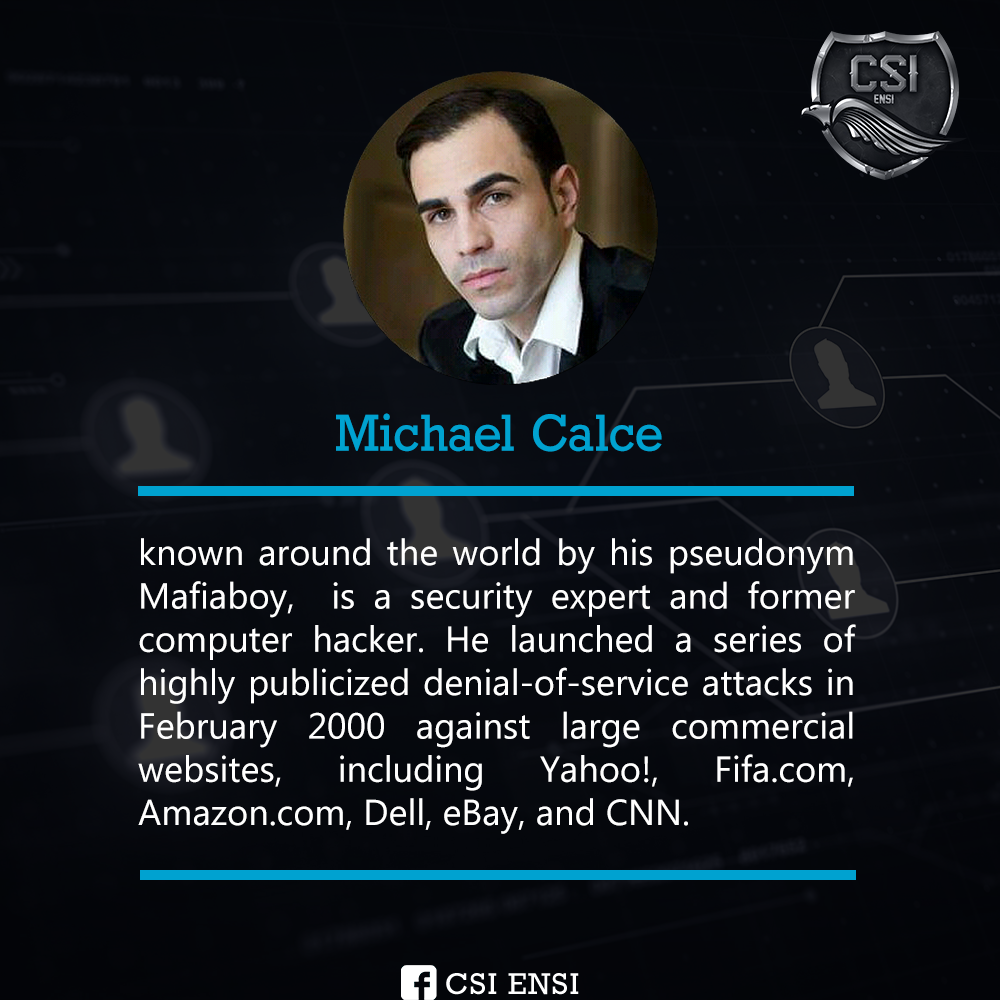 CSI
ENSI
Michael Calce
known around the world by his pseudonym
Mafiaboy, is a security expert and former
computer hacker. He launched a series of
highly publicized denial-of-service attacks in
February 2000 against large commercial
websites, including Yahoo!, Fifa.com,
Amazon.com, Dell, eBay, and CNN.
f CSI ENSI